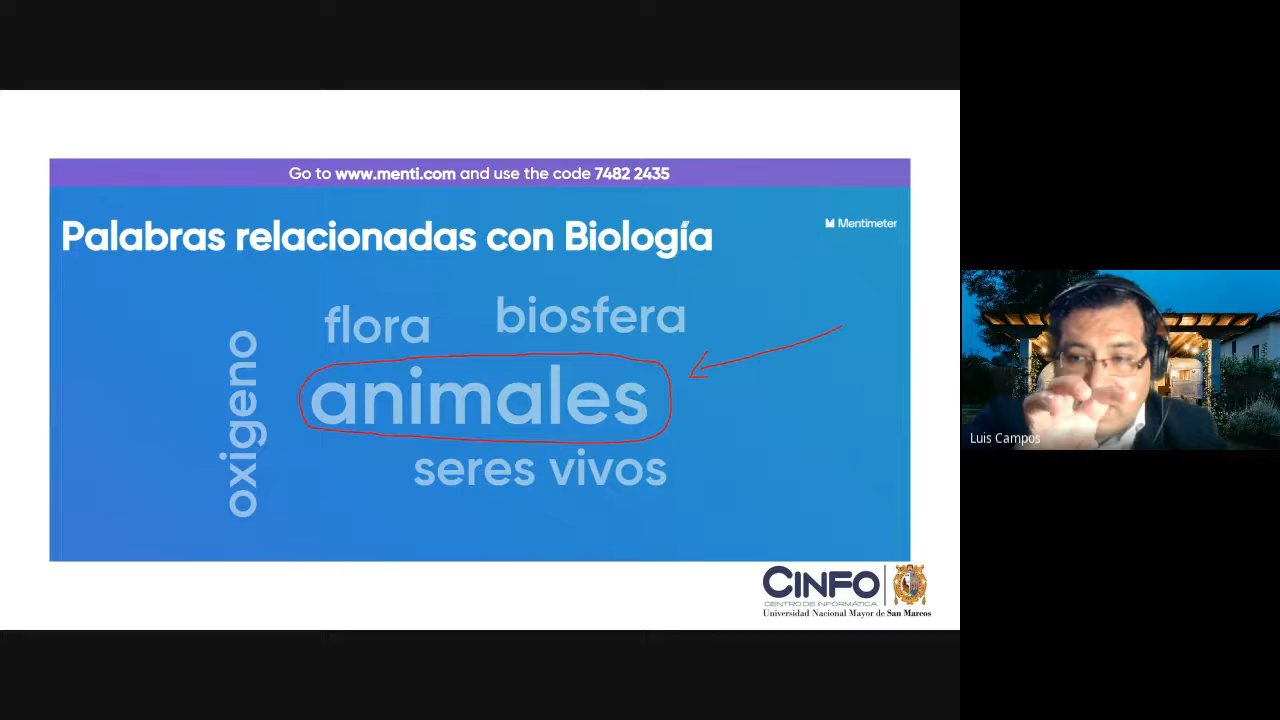 Go to www.menti.com and use the code 7482 2435
Palabras relacionadas con Biología
Mentimeter
flora
biosfera
oxigeno
animales
seres vivos
CINFO
CENTRO DE INFORMÁTICA
Universidad Nacional Mayor de San Marcos
Luis Campos